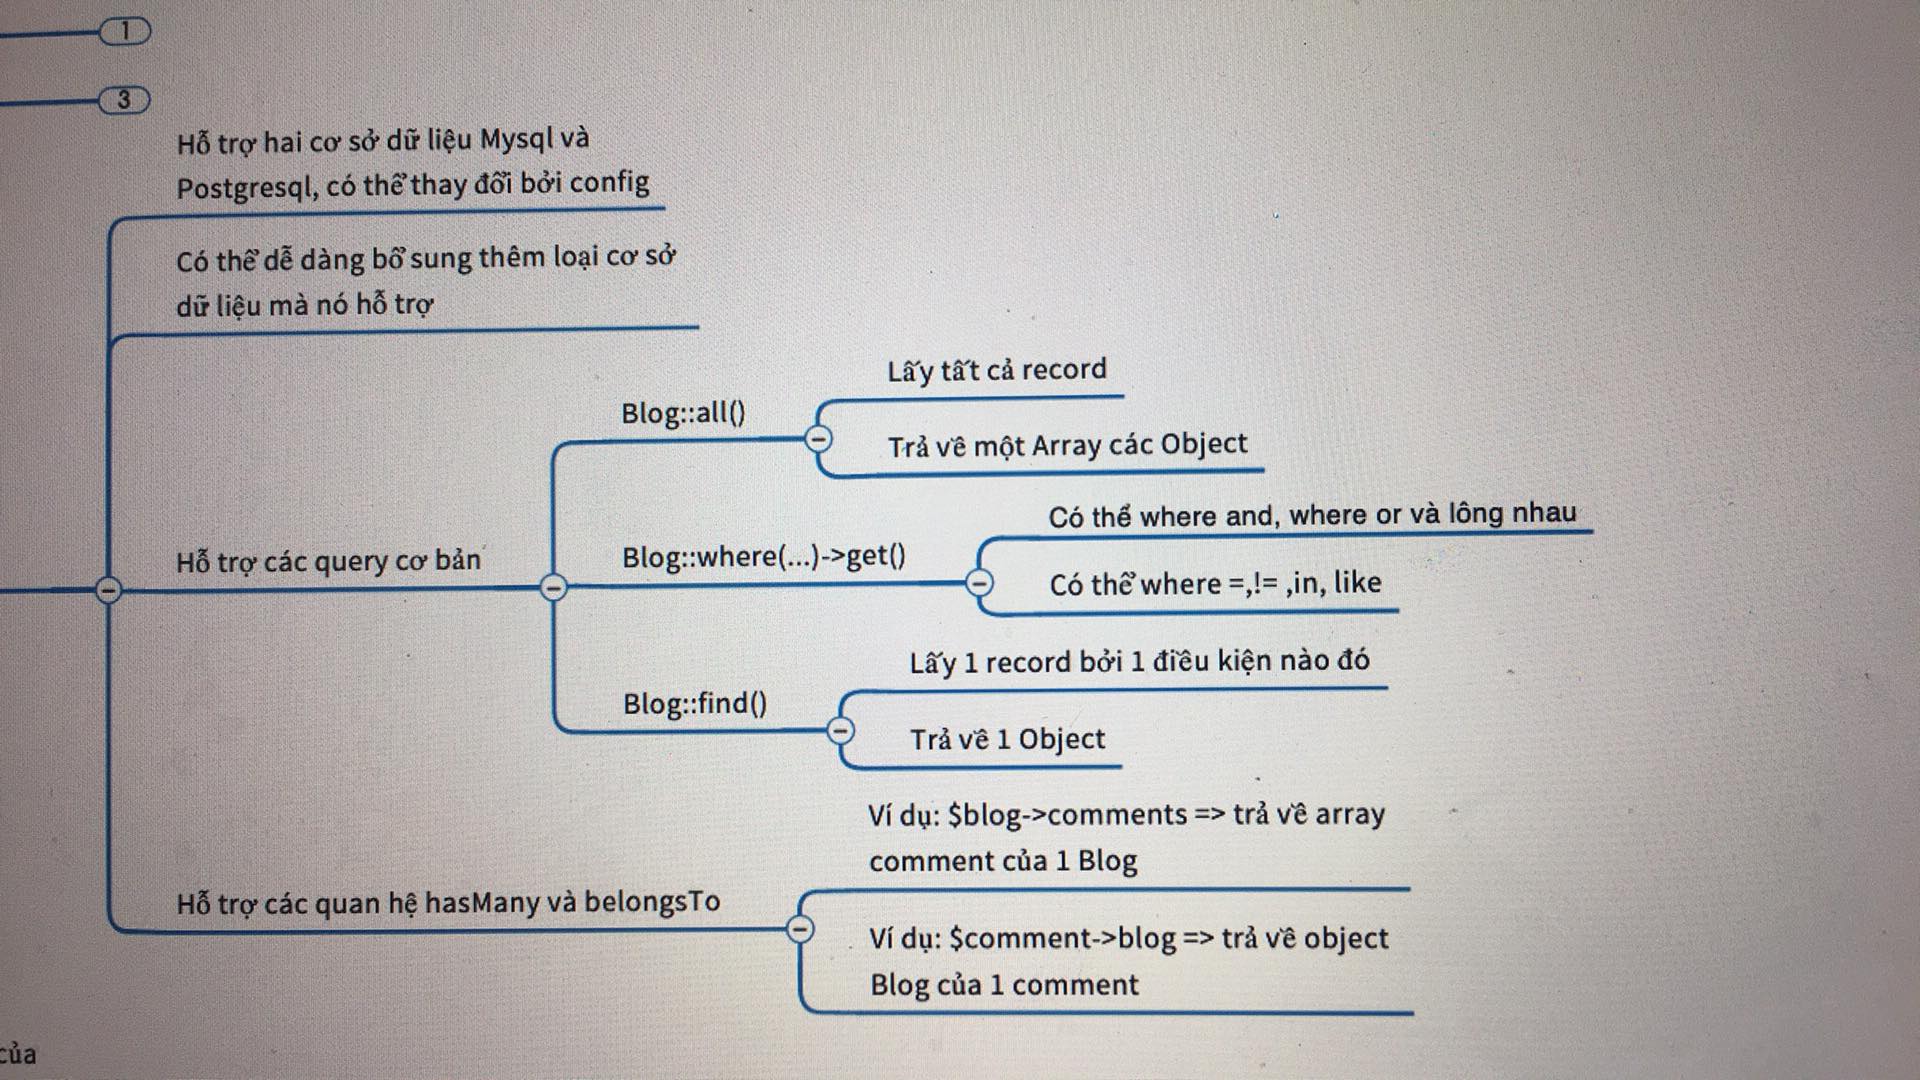 1
3
Hỗ trợ hai cơ sở dữ liệu Mysql và
Postgresql, có thể thay đổi bởi config
Có thể dễ dàng bổ sung thêm loại cơ sở
dữ liệu mà nó hỗ trợ
Hỗ trợ các query cơ bản
Blog::all()
Lấy tất cả record
Trả về một Array các Object
Blog::where(...)->get()
Có thể where and, where or và lông nhau
Có thể where =,!= ,in, like
Blog::find()
Lấy 1 record bởi 1 điều kiện nào đó
Trả về 1 Object
Hỗ trợ các quan hệ hasMany và belongsTo
Ví dụ: $blog->comments => trả về array
comment của 1 Blog
Ví dụ: $comment->blog => trả về object
Blog của 1 comment
của